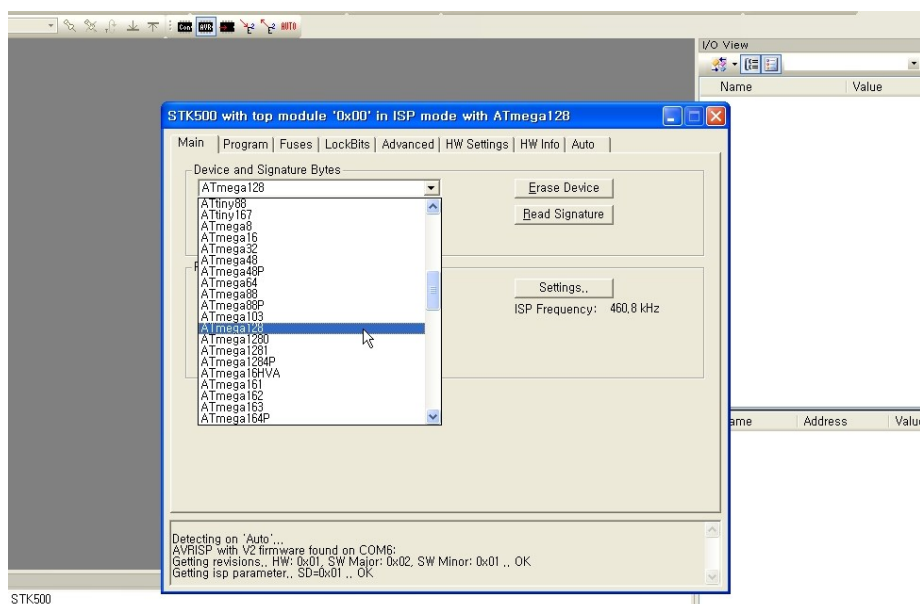 Con AVR AUTO
I/O View
Name Value
STK500 with top module '0x00' in ISP mode with ATmega128
Main Program Fuses LockBits Advanced HW Settings HW Info Auto
Device and Signature Bytes
ATmega128
Erase Device
Read Signature
ATtiny88
ATtiny167
ATmega8
ATmega16
ATmega32
ATmega48
ATmega48P
ATmega64
ATmega88
ATmega88P
ATmega103
ATmega128
ATmega1280
ATmega1281
ATmega1284P
ATmega16HVA
ATmega161
ATmega162
ATmega163
ATmega164P
Settings..
ISP Frequency: 460.8 kHz
Address
Detecting on 'Auto'...
AVRISP with V2 firmware found on COM6:
Getting revisions.. HW: 0x01, SW Major: 0x02, SW Minor: 0x01 .. OK
Getting isp parameter.. SD=0x01 .. OK
STK500